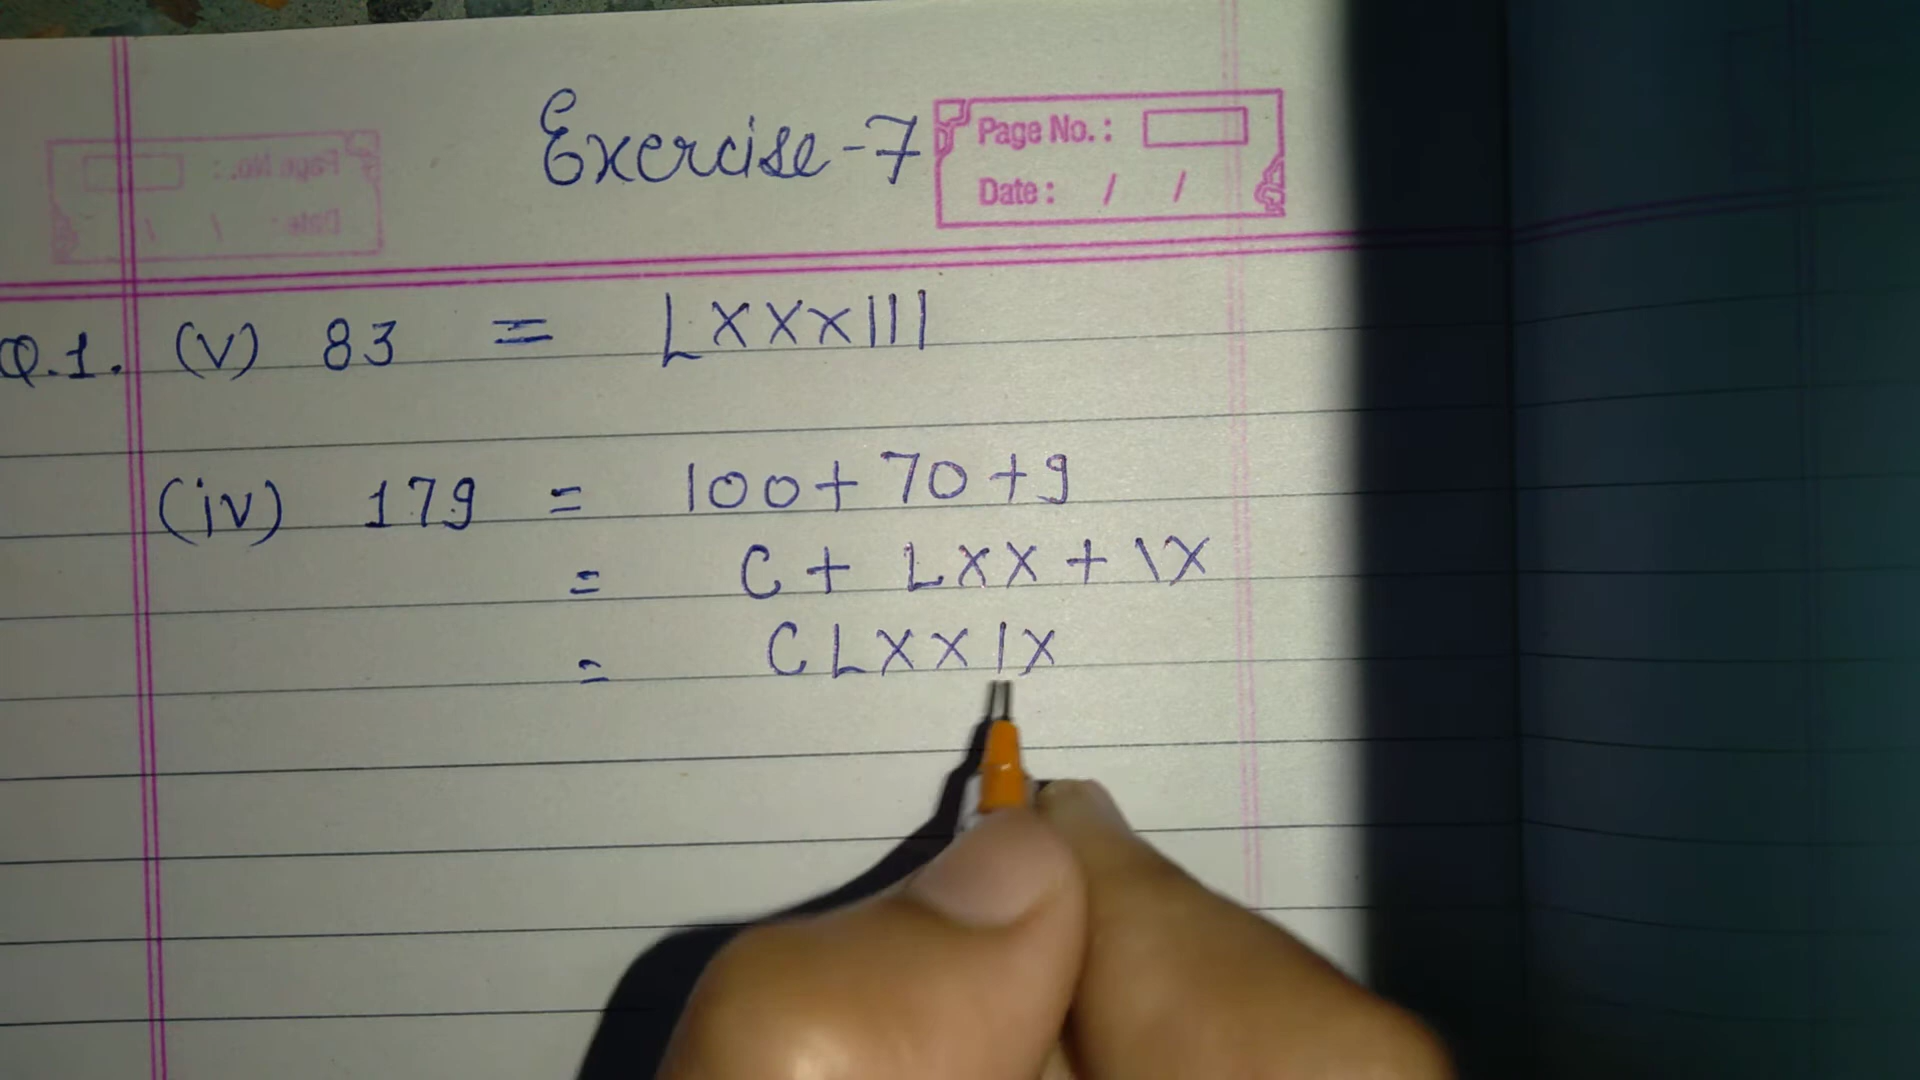 Exercise-7
Page No. :
Date : / /
Q.1. (V) 83 = LXXXIII
(iv) 179 = 100+ 70+9
= C + LXX + IX
= CLXXIX